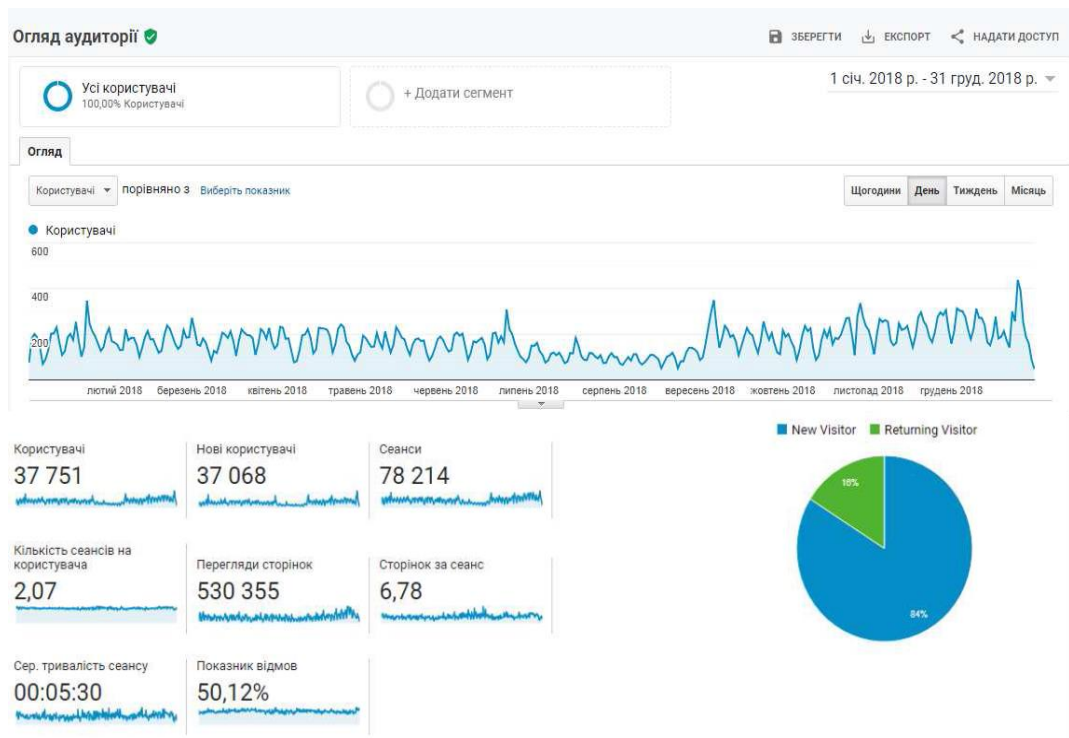 Огляд аудиторії
ЗБЕРЕГТИ ЕКСПОРТ НАДАТИ ДОСТУП
Усі користувачі
100,00% Користувачі
+ Додати сегмент
1 січ. 2018 р. - 31 груд. 2018 р.
Огляд
Користувачі порівняно з Виберіть показник
Щогодини День Тиждень Місяць
Користувачі
600
400
200
лютий 2018 березень 2018 квітень 2018 травень 2018 червень 2018 липень 2018 серпень 2018 вересень 2018 жовтень 2018 листопад 2018 грудень 2018
New Visitor Returning Visitor
Користувачі Нові користувачі Сеанси
37 751 37 068 78 214
16%
84%
Кількість сеансів на
користувача Перегляди сторінок Сторінок за сеанс
2,07 530 355 6,78
Сер. тривалість сеансу Показник відмов
00:05:30 50,12%